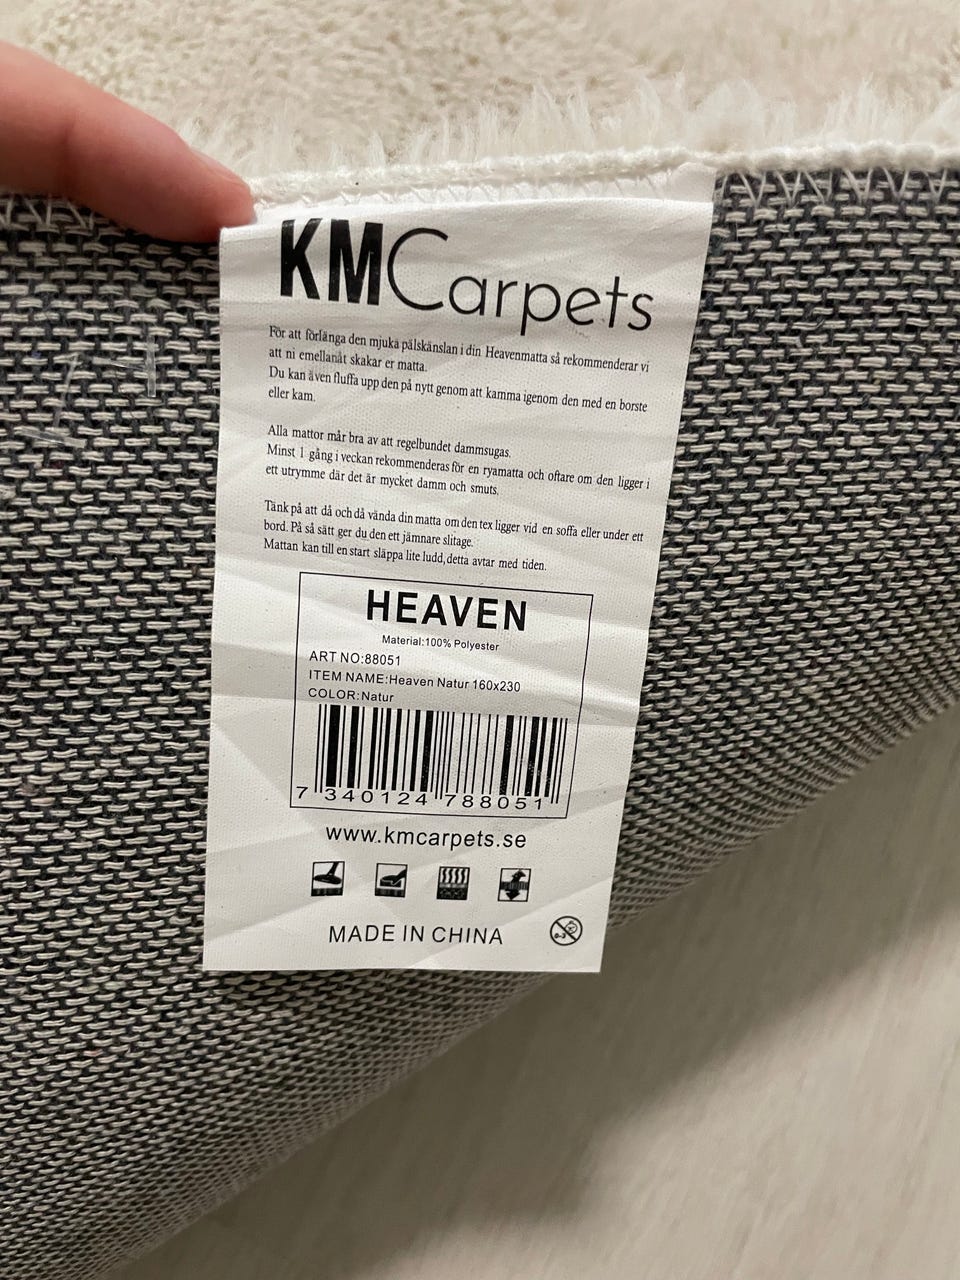 KMCarpets
För att förlänga den mjuka pälskänslan i din Heavenmatta så rekommenderar vi
att ni emellanåt skakar er matta.
Du kan även fluffa upp den på nytt genom att kamma igenom den med en borste
eller kam.
Alla mattor mår bra av att regelbundet dammsugas.
Minst 1 gång i veckan rekommenderas för en ryamatta och oftare om den ligger i
ett utrymme där det är mycket damm och smuts.
Tänk på att då och då vända din matta om den tex ligger vid en soffa eller under ett
bord. På så sätt ger du den ett jämnare slitage.
Mattan kan till en start släppa lite ludd, detta avtar med tiden.
HEAVEN
Material:100% Polyester
ART NO:88051
ITEM NAME:Heaven Natur 160x230
COLOR:Natur
7 340124 788051
www.kmcarpets.se
MADE IN CHINA
0-3